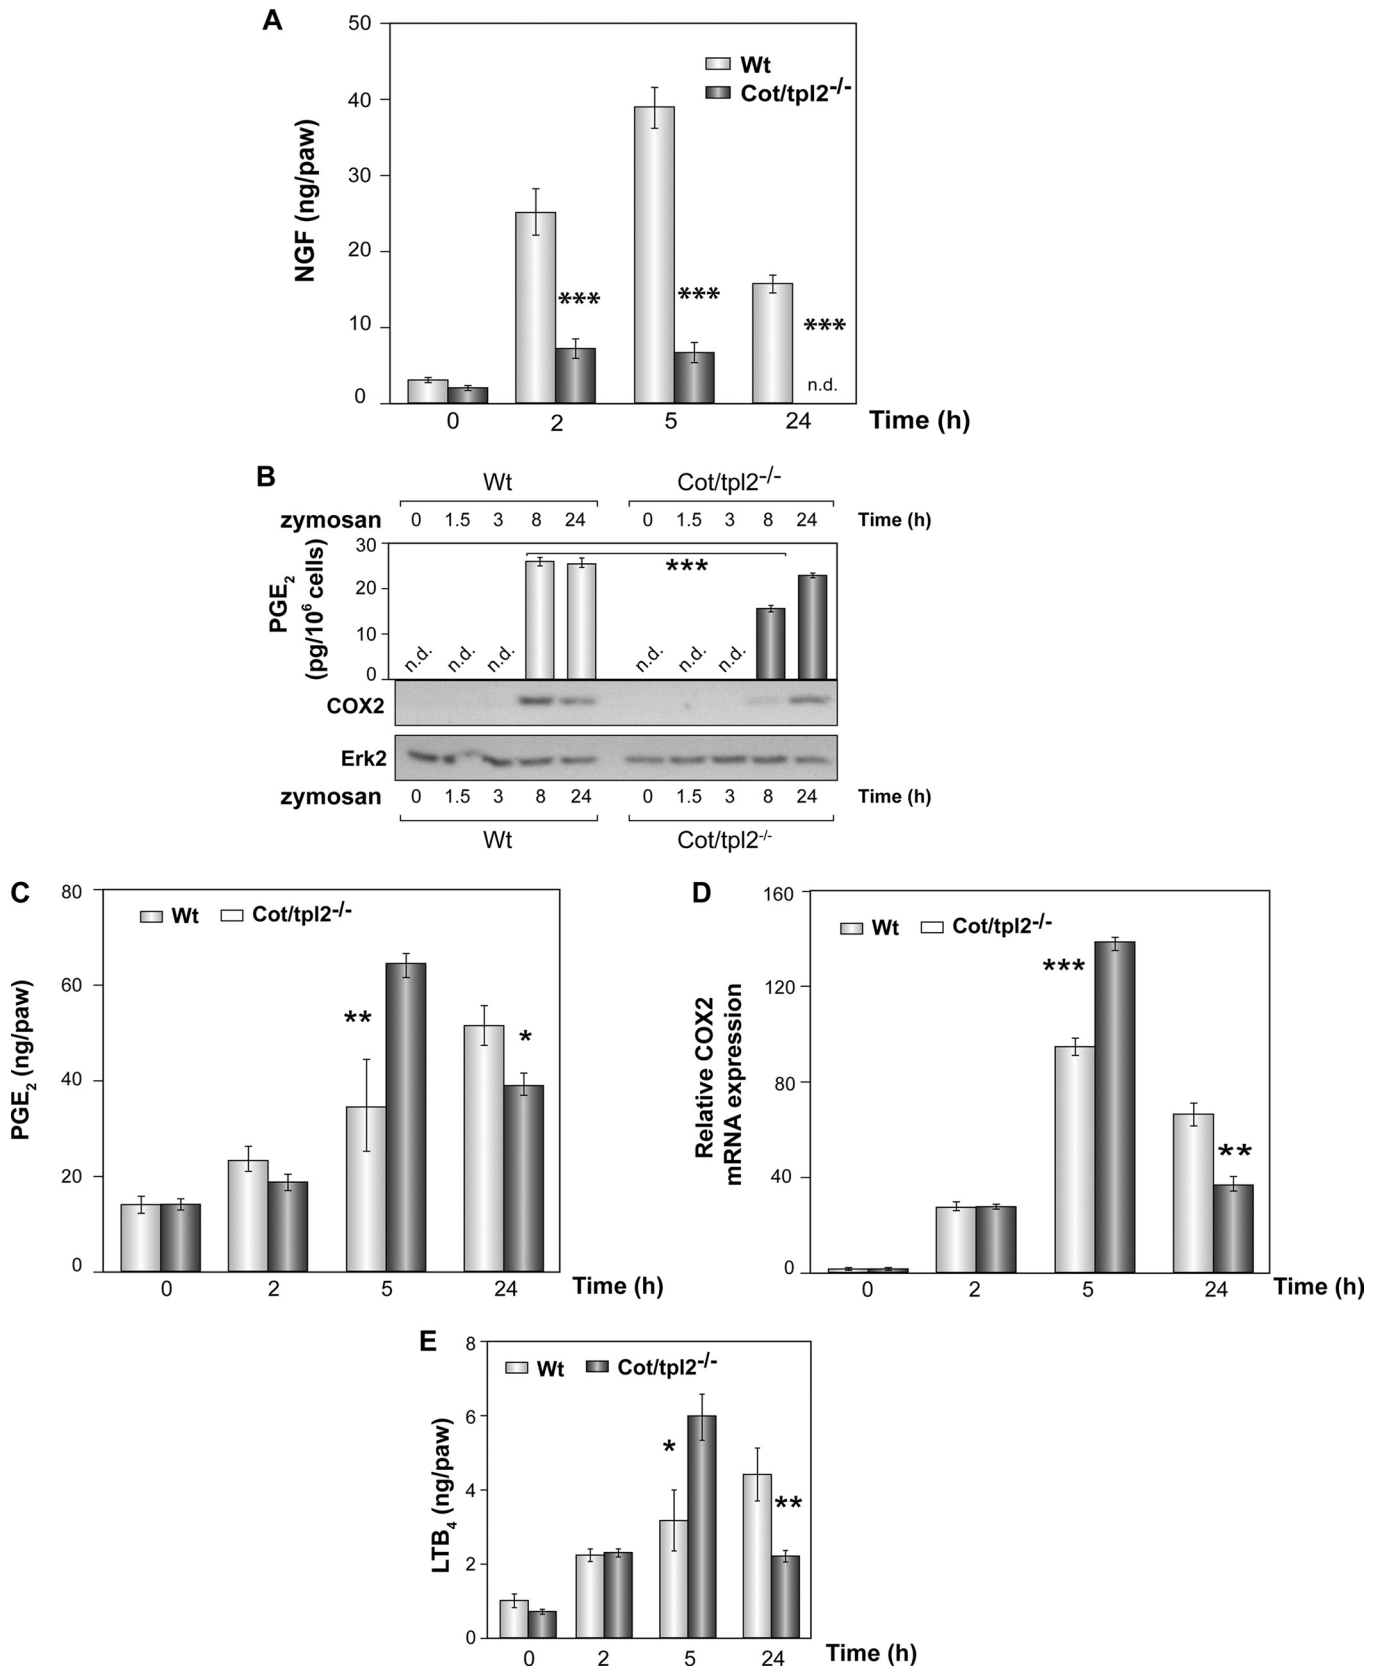 A
50
40
30
20
10
0
NGF (ng/paw)
Wt
Cot/tpl2-/-
***
***
***
n.d.
0 2 5 24 Time (h)
B
Wt Cot/tpl2-/-
zymosan 0 1.5 3 8 24 0 1.5 3 8 24 Time (h)
30
20
10
0
PGE2
(pg/10^6 cells)
***
n.d. n.d. n.d. n.d. n.d. n.d.
COX2
Erk2
zymosan 0 1.5 3 8 24 0 1.5 3 8 24 Time (h)
Wt Cot/tpl2-/-
C
80
60
40
20
0
PGE2 (ng/paw)
Wt Cot/tpl2-/-
**
*
0 2 5 24 Time (h)
D
160
120
80
40
0
Relative COX2
mRNA expression
Wt Cot/tpl2-/-
***
**
0 2 5 24 Time (h)
E
8
6
4
2
0
LTB4 (ng/paw)
Wt Cot/tpl2-/-
*
**
0 2 5 24 Time (h)